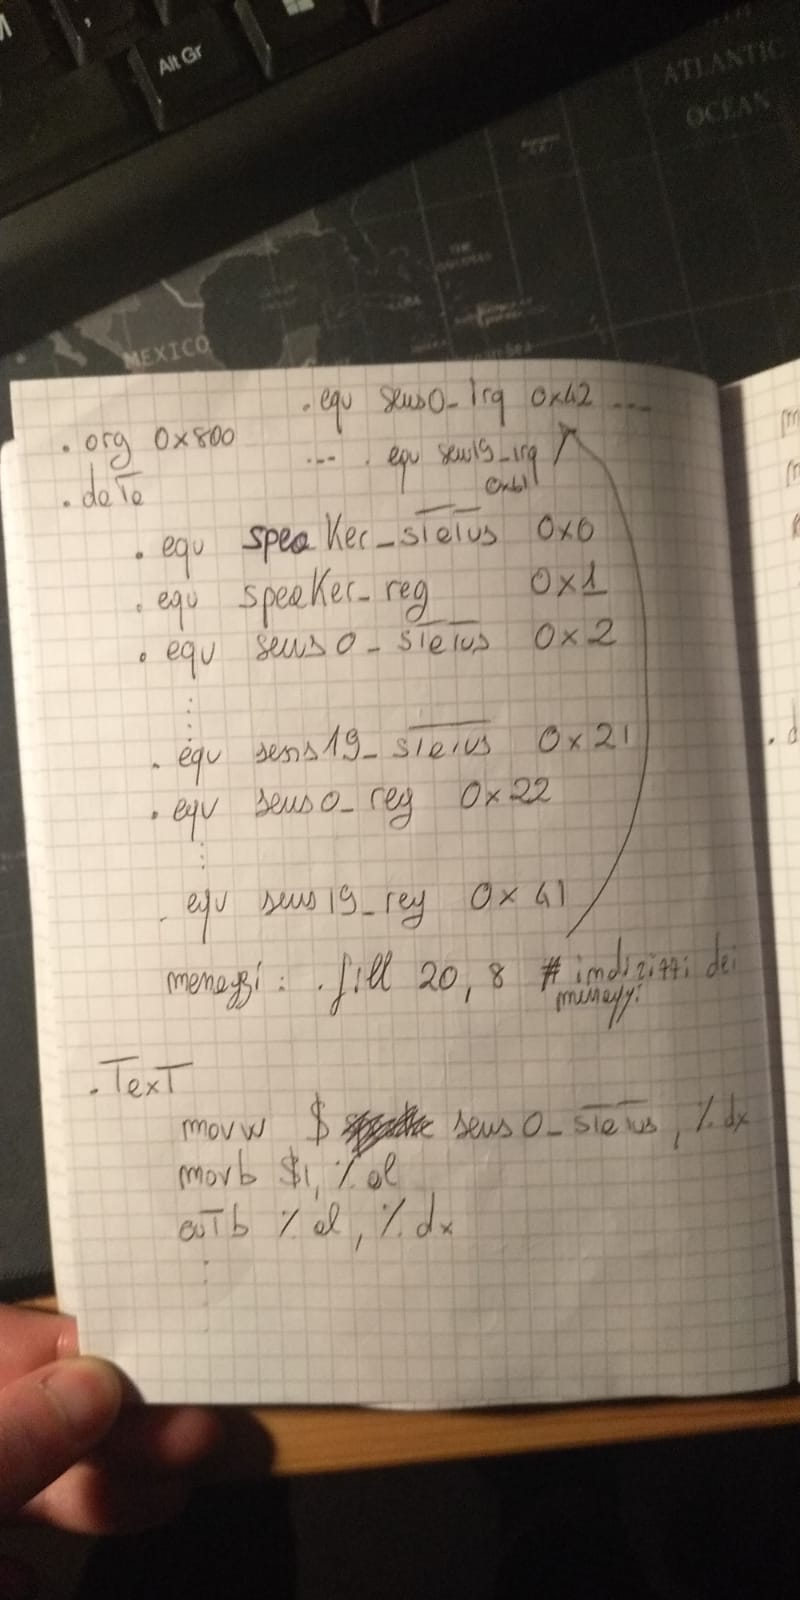 Alt Gr
ATLANTIC
OCEAN
MEXICO
.equ sens0_irq 0x42 ...
.org 0x800
... .equ sens19_irq
0x61
.data
.equ speaker_status 0x0
.equ speaker_reg 0x1
.equ sens0_status 0x2
⋮
.equ sens19_status 0x21
.equ sens0_reg 0x22
⋮
.equ sens19_reg 0x41
messaggi: .fill 20, 8 # indirizzi dei
messaggi
.text
movw $ sens0_status, %dx
movb $1, %al
outb %al, %dx
⋮